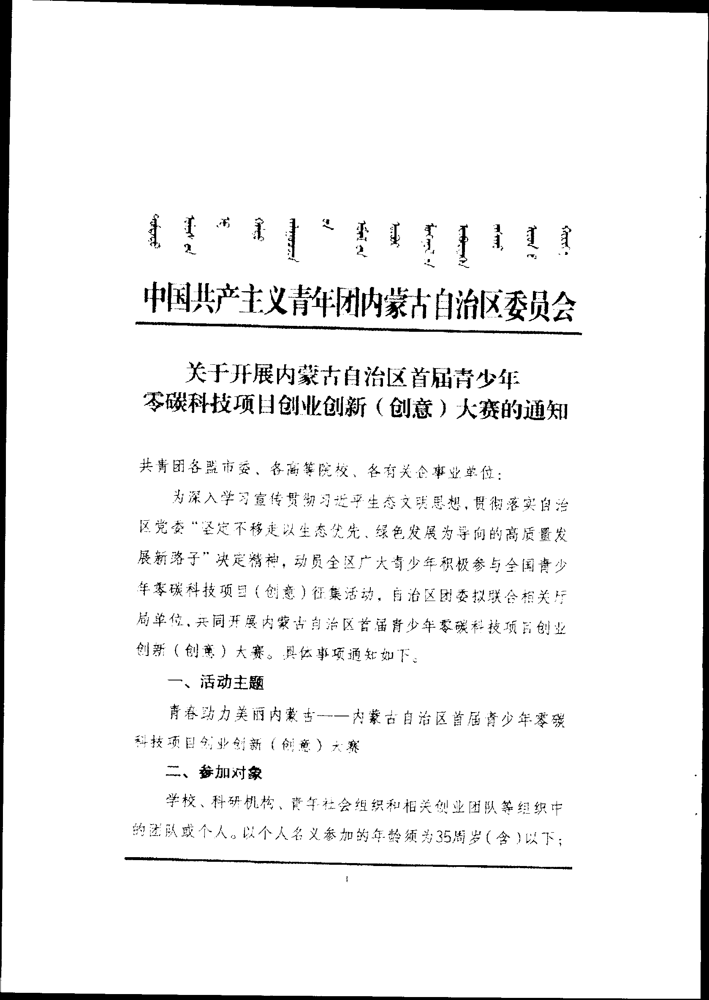 中国共产主义青年团内蒙古自治区委员会
关于开展内蒙古自治区首届青少年
零碳科技项目创业创新（创意）大赛的通知
共青团各盟市委、各高等院校、各有关企事业单位：
为深入学习宣传贯彻习近平生态文明思想，贯彻落实自治
区党委“坚定不移走以生态优先、绿色发展为导向的高质量发
展新路子”决定精神，动员全区广大青少年积极参与全国青少
年零碳科技项目（创意）征集活动，自治区团委拟联合相关厅
局单位，共同开展内蒙古自治区首届青少年零碳科技项目创业
创新（创意）大赛。具体事项通知如下。
一、活动主题
青春助力美丽内蒙古——内蒙古自治区首届青少年零碳
科技项目创业创新（创意）大赛
二、参加对象
学校、科研机构、青年社会组织和相关创业团队等组织中
的团队或个人。以个人名义参加的年龄须为35周岁（含）以下；
1